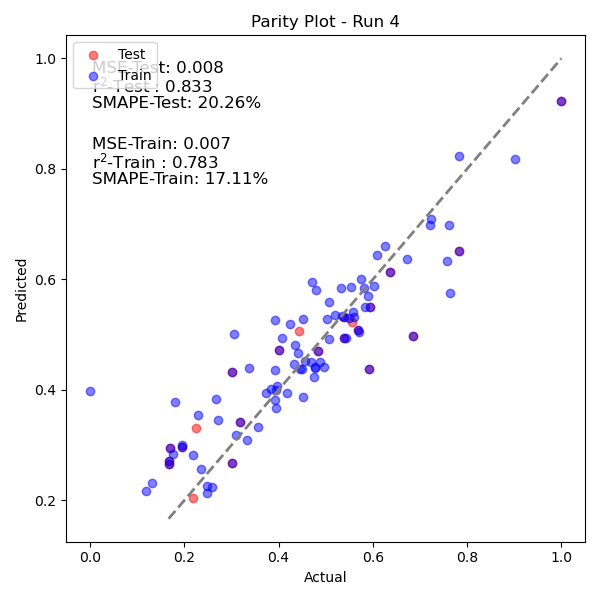 Parity Plot - Run 4
Test
Train
MSE-Test: 0.008
r²-Test : 0.833
SMAPE-Test: 20.26%
MSE-Train: 0.007
r²-Train : 0.783
SMAPE-Train: 17.11%
1.0
0.8
0.6
0.4
0.2
Predicted
0.0 0.2 0.4 0.6 0.8 1.0
Actual